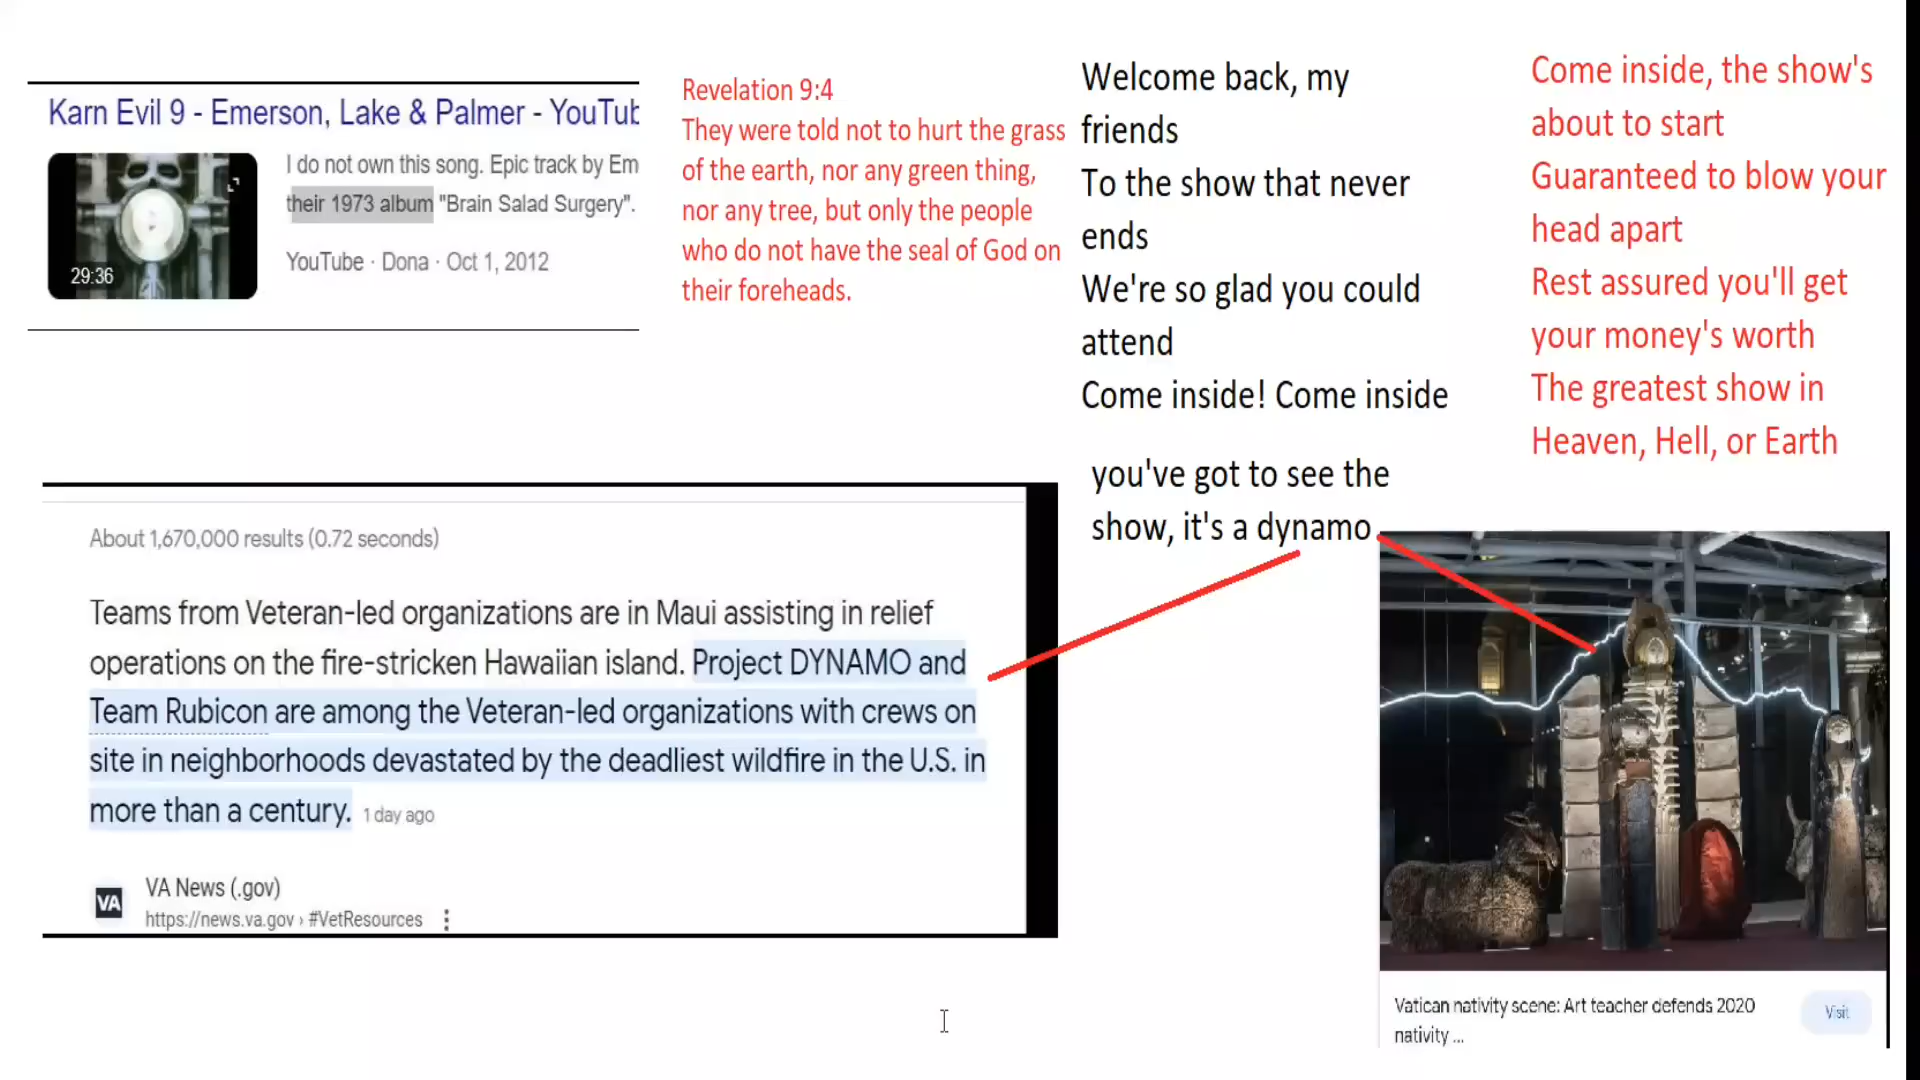 Karn Evil 9 - Emerson, Lake & Palmer - YouTub
I do not own this song. Epic track by Em
their 1973 album "Brain Salad Surgery".
29:36
YouTube · Dona · Oct 1, 2012
Revelation 9:4
They were told not to hurt the grass
of the earth, nor any green thing,
nor any tree, but only the people
who do not have the seal of God on
their foreheads.
Welcome back, my
friends
To the show that never
ends
We're so glad you could
attend
Come inside! Come inside
you've got to see the
show, it's a dynamo
Come inside, the show's
about to start
Guaranteed to blow your
head apart
Rest assured you'll get
your money's worth
The greatest show in
Heaven, Hell, or Earth
About 1,670,000 results (0.72 seconds)
Teams from Veteran-led organizations are in Maui assisting in relief
operations on the fire-stricken Hawaiian island. Project DYNAMO and
Team Rubicon are among the Veteran-led organizations with crews on
site in neighborhoods devastated by the deadliest wildfire in the U.S. in
more than a century. 1 day ago
VA
VA News (.gov)
https://news.va.gov › #VetResources
Vatican nativity scene: Art teacher defends 2020
nativity ...
Visit